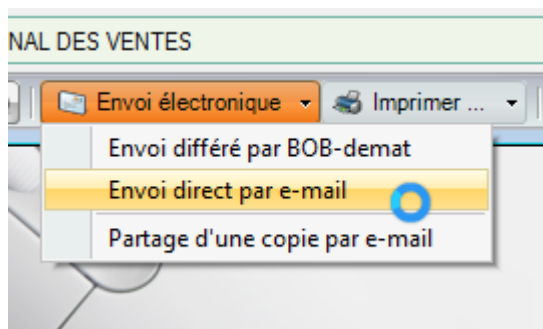 NAL DES VENTES
Envoi électronique Imprimer ...
Envoi différé par BOB-demat
Envoi direct par e-mail
Partage d'une copie par e-mail